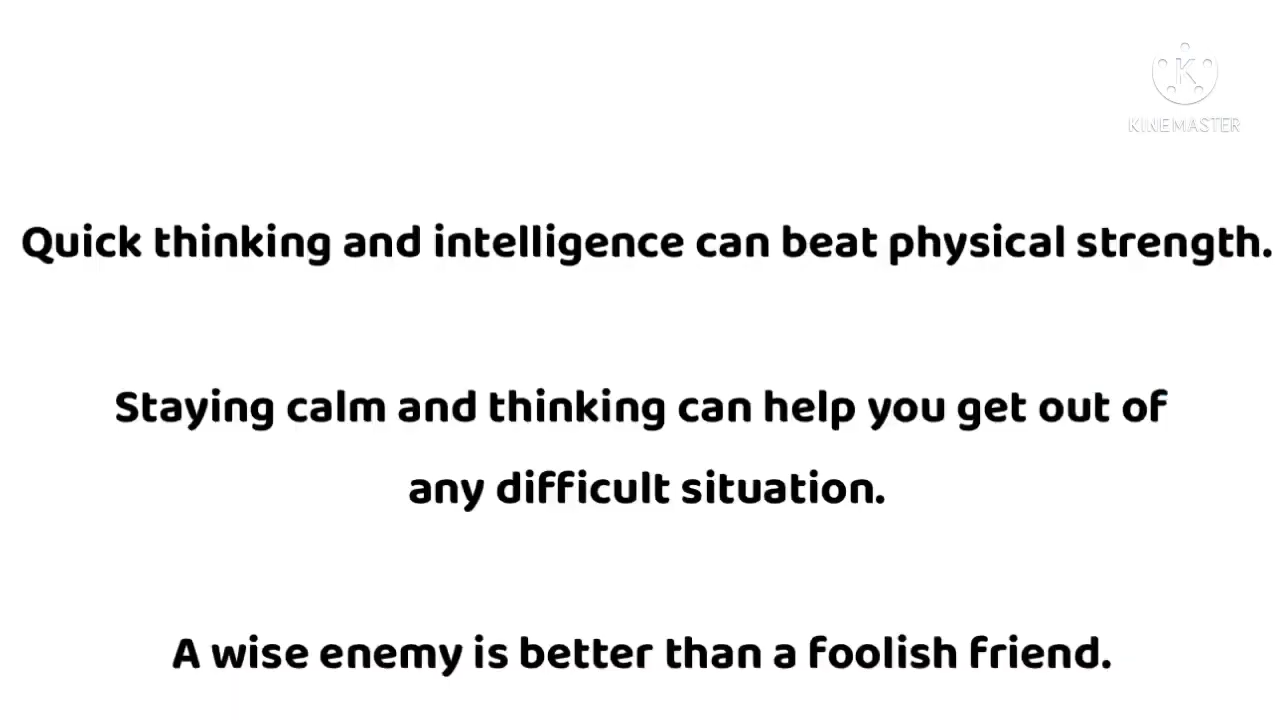 KINEMASTER
Quick thinking and intelligence can beat physical strength.
Staying calm and thinking can help you get out of
any difficult situation.
A wise enemy is better than a foolish friend.